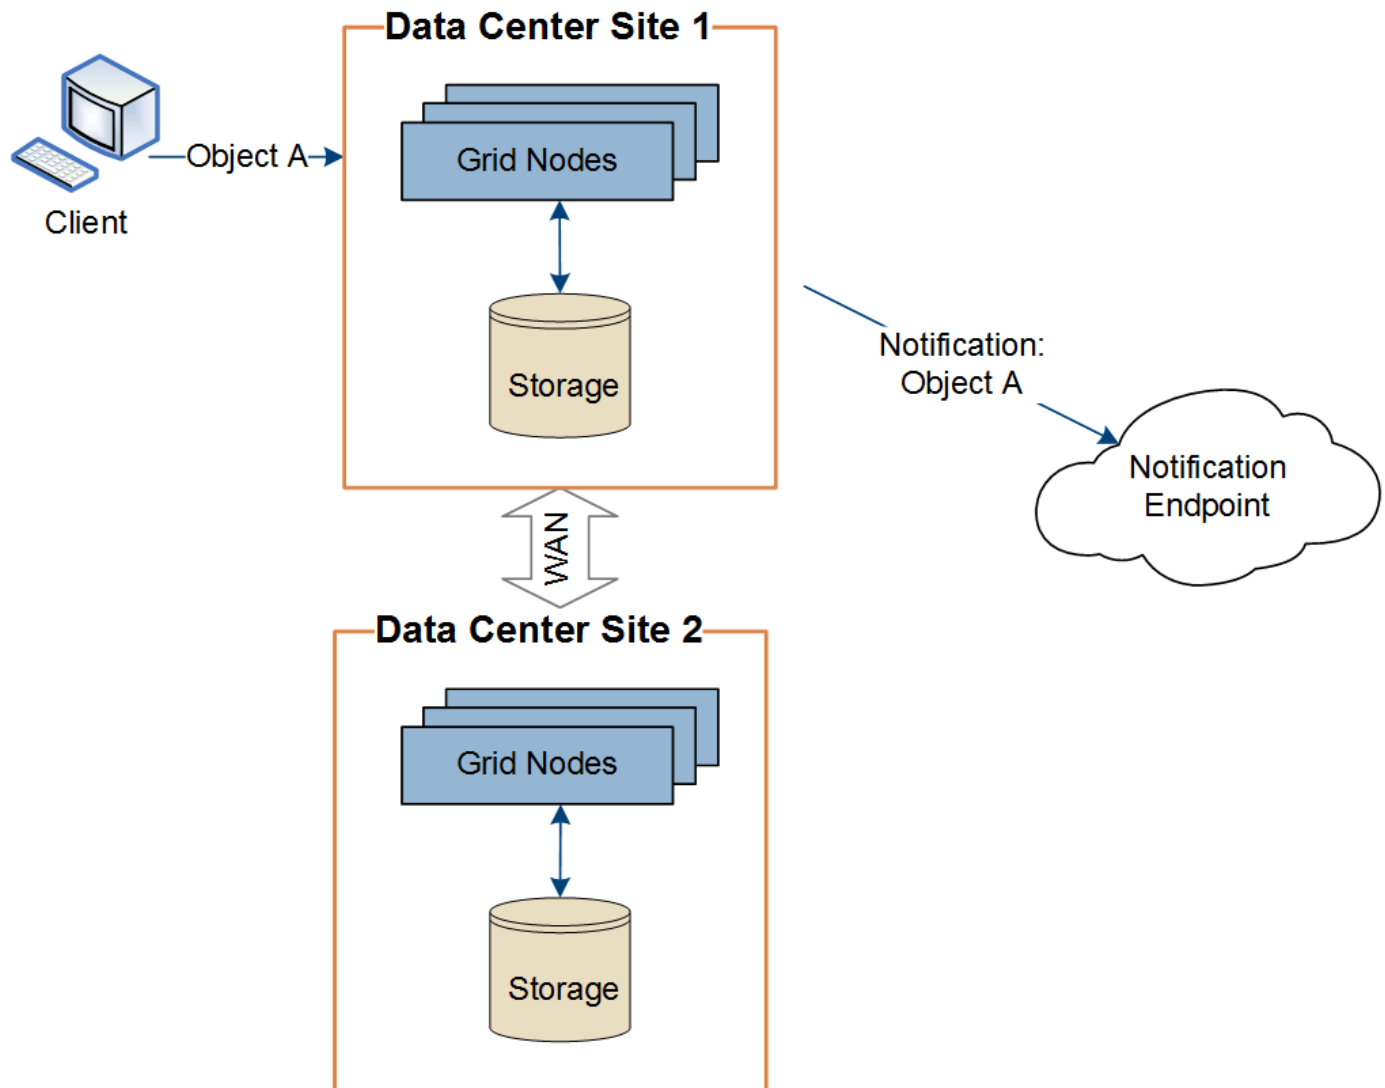 Data Center Site 1
Object A
Client
Grid Nodes
Storage
Notification:
Object A
Notification
Endpoint
WAN
Data Center Site 2
Grid Nodes
Storage